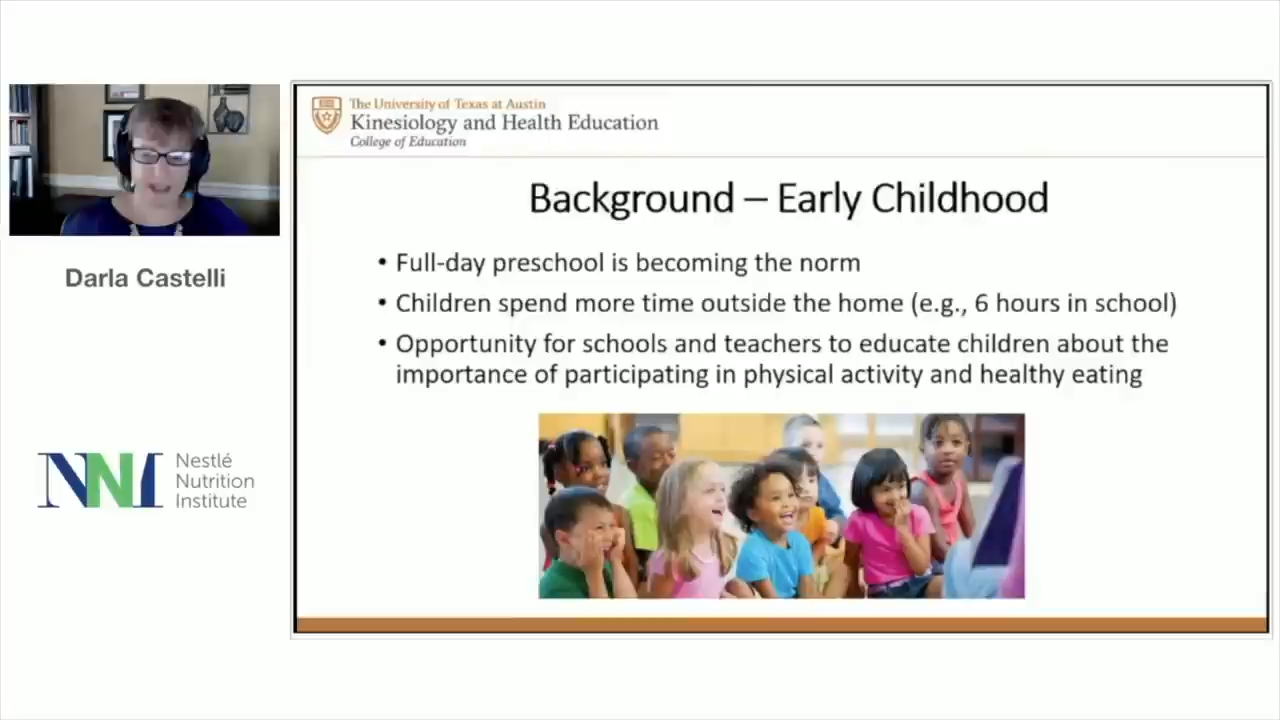 The University of Texas at Austin
Kinesiology and Health Education
College of Education
Background – Early Childhood
• Full-day preschool is becoming the norm
• Children spend more time outside the home (e.g., 6 hours in school)
• Opportunity for schools and teachers to educate children about the
importance of participating in physical activity and healthy eating
Darla Castelli
NNI
Nestlé
Nutrition
Institute